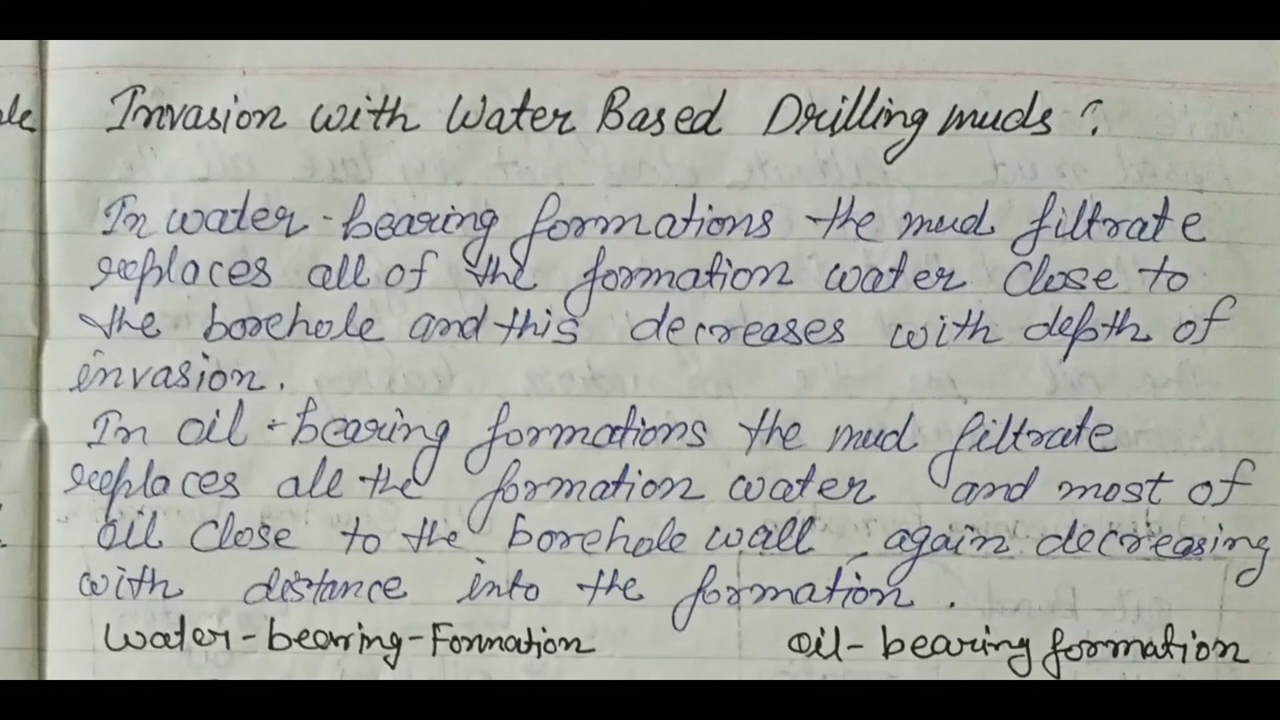 Invasion with Water Based Drilling muds ?
In water-bearing formations the mud filtrate
replaces all of the formation water close to
the borehole and this decreases with depth of
invasion.
In oil-bearing formations the mud filtrate
replaces all the formation water and most of
oil close to the borehole wall, again decreasing
with distance into the formation.
Water-bearing-Formation Oil-bearing formation